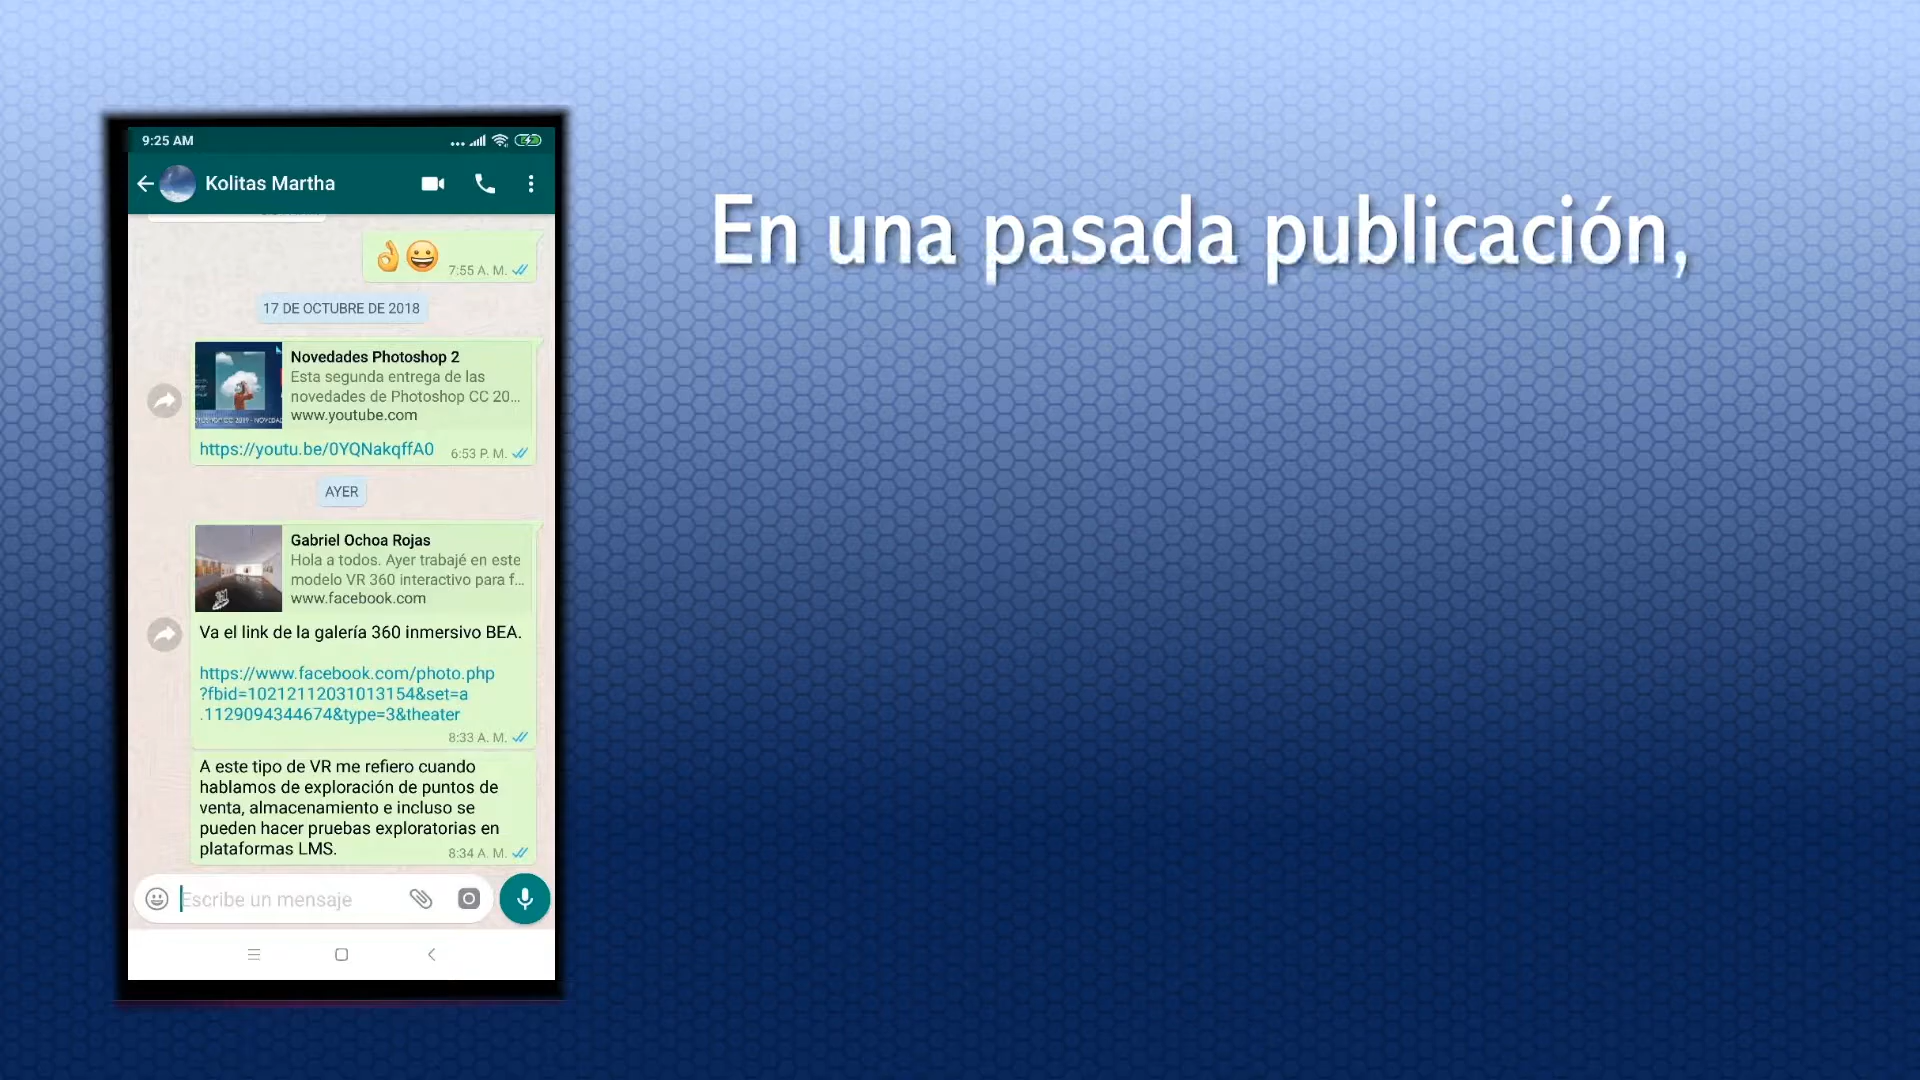 9:25 AM
Kolitas Martha
7:55 A. M.
17 DE OCTUBRE DE 2018
Novedades Photoshop 2
Esta segunda entrega de las
novedades de Photoshop CC 20...
www.youtube.com
https://youtu.be/0YQNakqffA0
6:53 P. M.
AYER
Gabriel Ochoa Rojas
Hola a todos. Ayer trabajé en este
modelo VR 360 interactivo para f...
www.facebook.com
Va el link de la galería 360 inmersivo BEA.
https://www.facebook.com/photo.php
?fbid=10212112031013154&set=a
.1129094344674&type=3&theater
8:33 A. M.
A este tipo de VR me refiero cuando
hablamos de exploración de puntos de
venta, almacenamiento e incluso se
pueden hacer pruebas exploratorias en
plataformas LMS.
8:34 A. M.
Escribe un mensaje
En una pasada publicación,